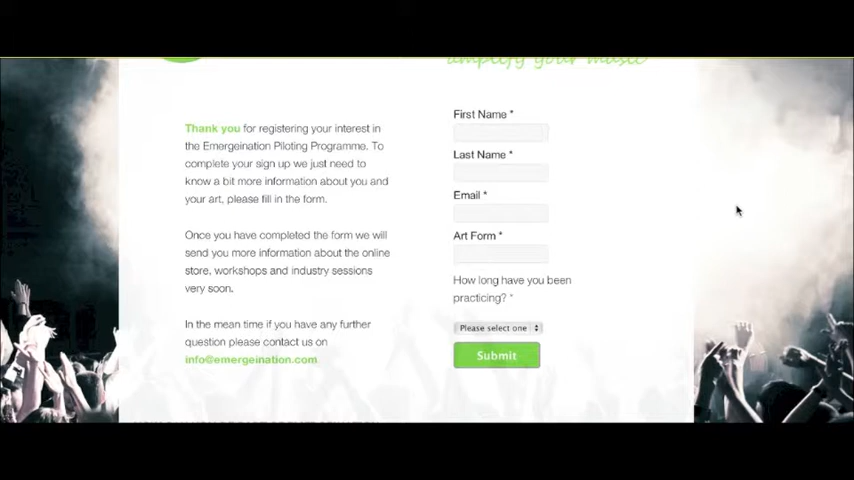 amplify your music
Thank you for registering your interest in
the Emergeination Piloting Programme. To
complete your sign up we just need to
know a bit more information about you and
your art, please fill in the form.
Once you have completed the form we will
send you more information about the online
store, workshops and industry sessions
very soon.
In the mean time if you have any further
question please contact us on
info@emergeination.com
First Name *
Last Name *
Email *
Art Form *
How long have you been
practicing? *
Please select one
Submit